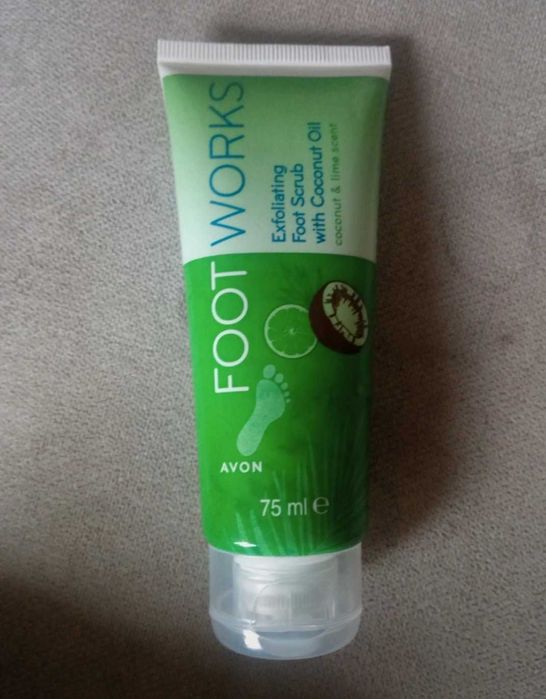 FOOT WORKS
Exfoliating
Foot Scrub
with Coconut Oil
coconut & lime scent
AVON
75 ml ℮